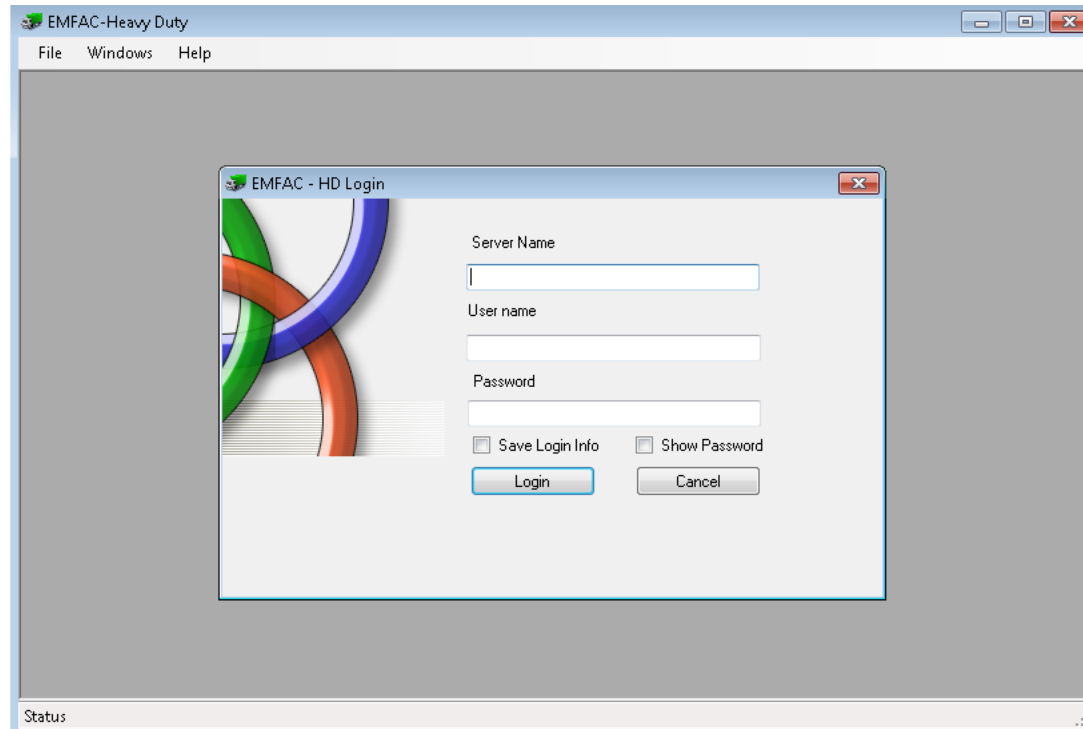 EMFAC-Heavy Duty
File Windows Help
EMFAC - HD Login
Server Name
User name
Password
Save Login Info Show Password
Login Cancel
Status